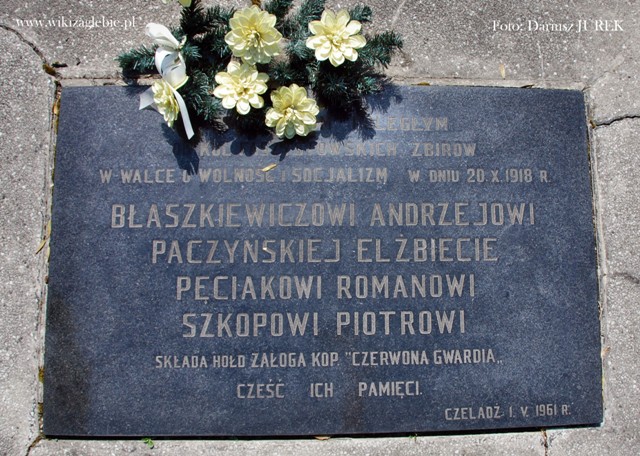 www.wikizaglebie.pl
Foto: Dariusz JUREK
ZBIRÓW
W WALCE O WOLNOŚĆ I SOCJALIZM W DNIU 20 X. 1918 R.
BŁASZKIEWICZOWI ANDRZEJOWI
PACZYNSKIEJ ELŻBIECIE
PĘCIAKOWI ROMANOWI
SZKOPOWI PIOTROWI
SKŁADA HOŁD ZAŁOGA KOP. "CZERWONA GWARDIA„
CZEŚĆ ICH PAMIĘCI.
CZELADŹ. 1. V. 1961 R.